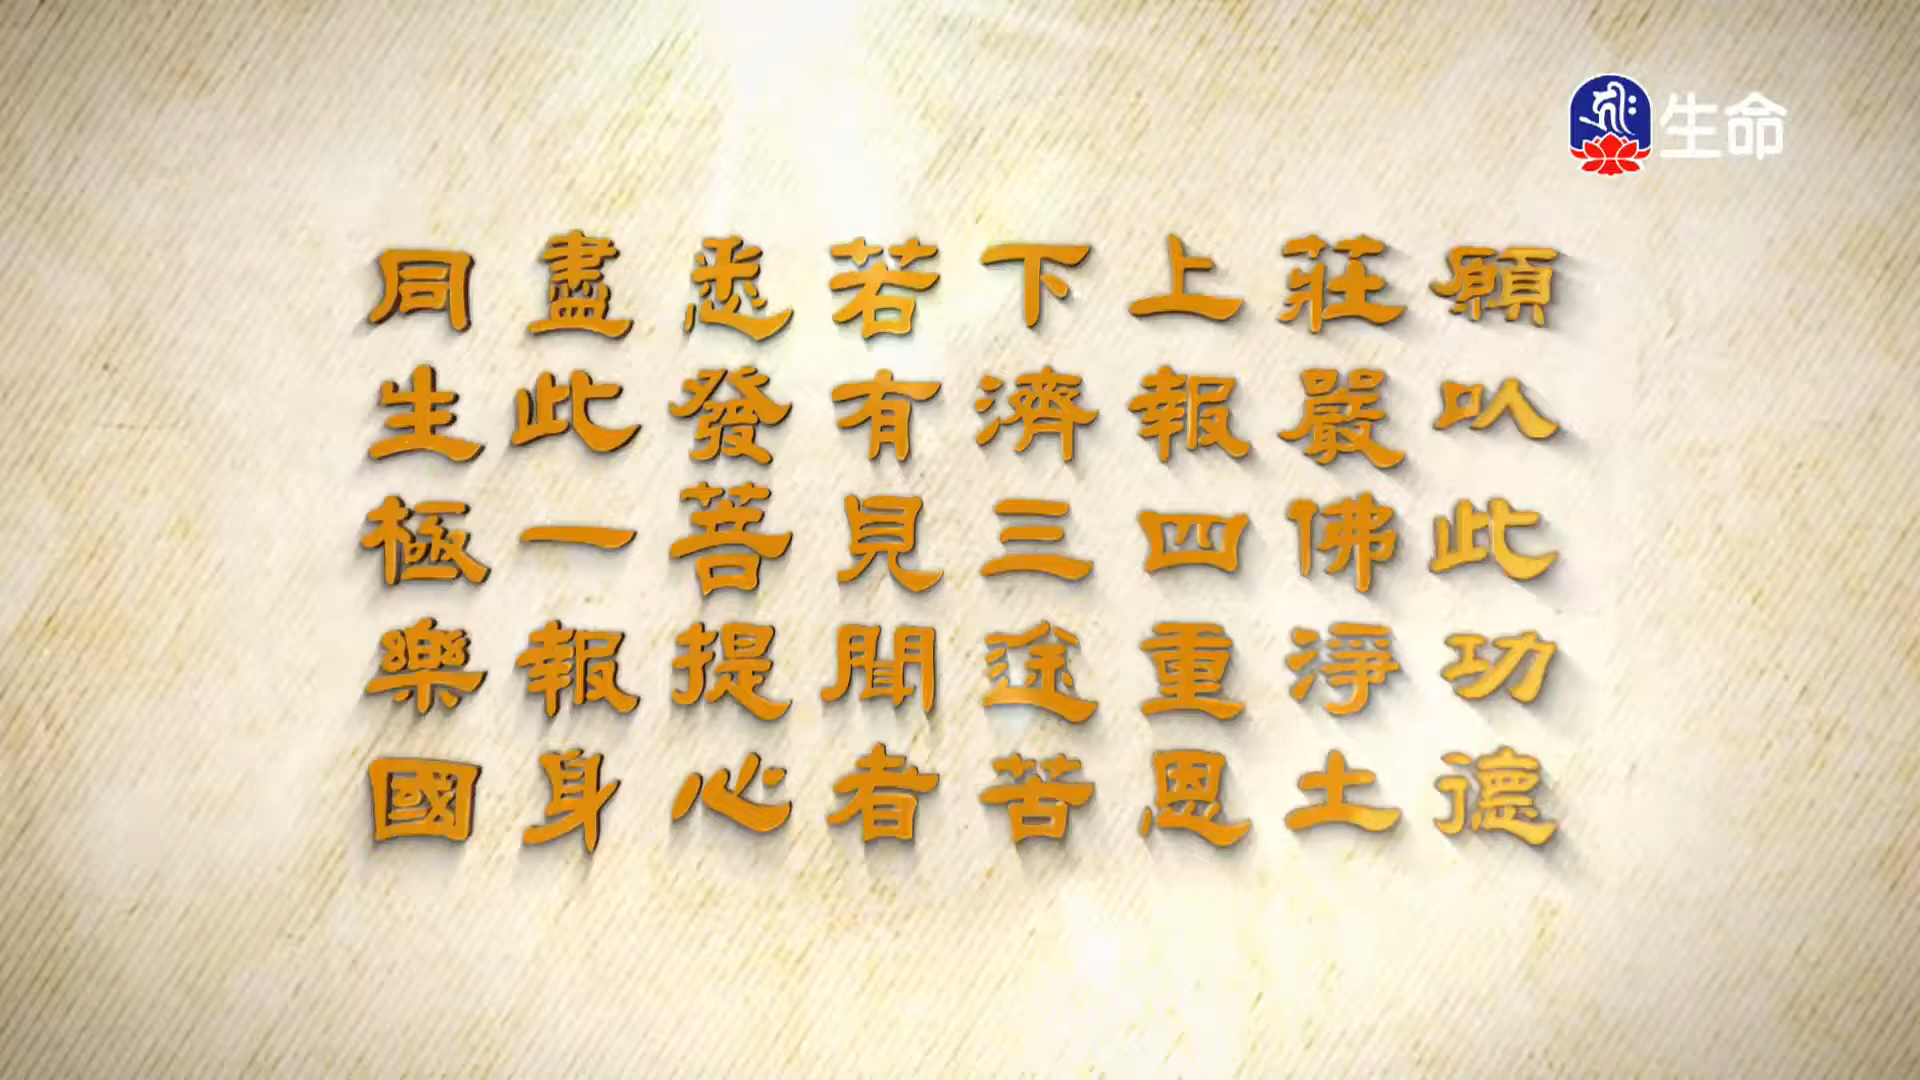 生命
願以此功德
莊嚴佛淨土
上報四重恩
下濟三途苦
若有見聞者
悉發菩提心
盡此一報身
同生極樂國